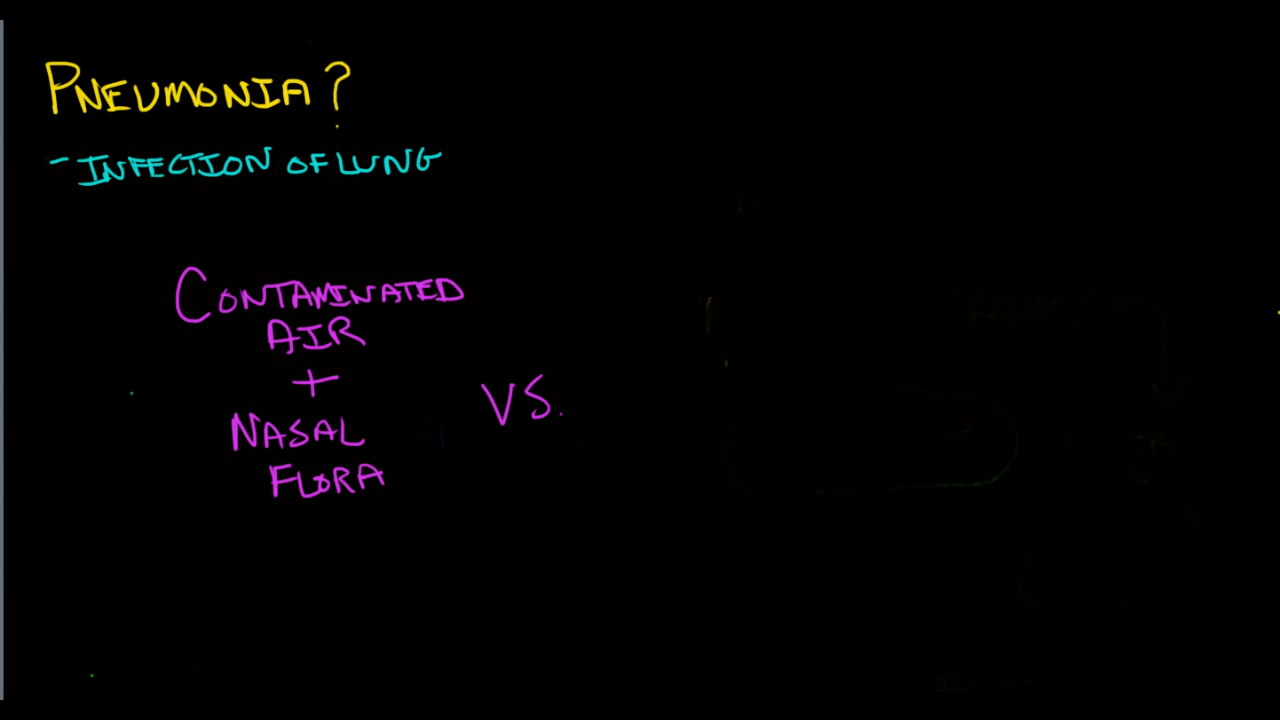 PNEUMONIA?
- INFECTION OF LUNG
CONTAMINATED
AIR
+
NASAL
FLORA
VS.